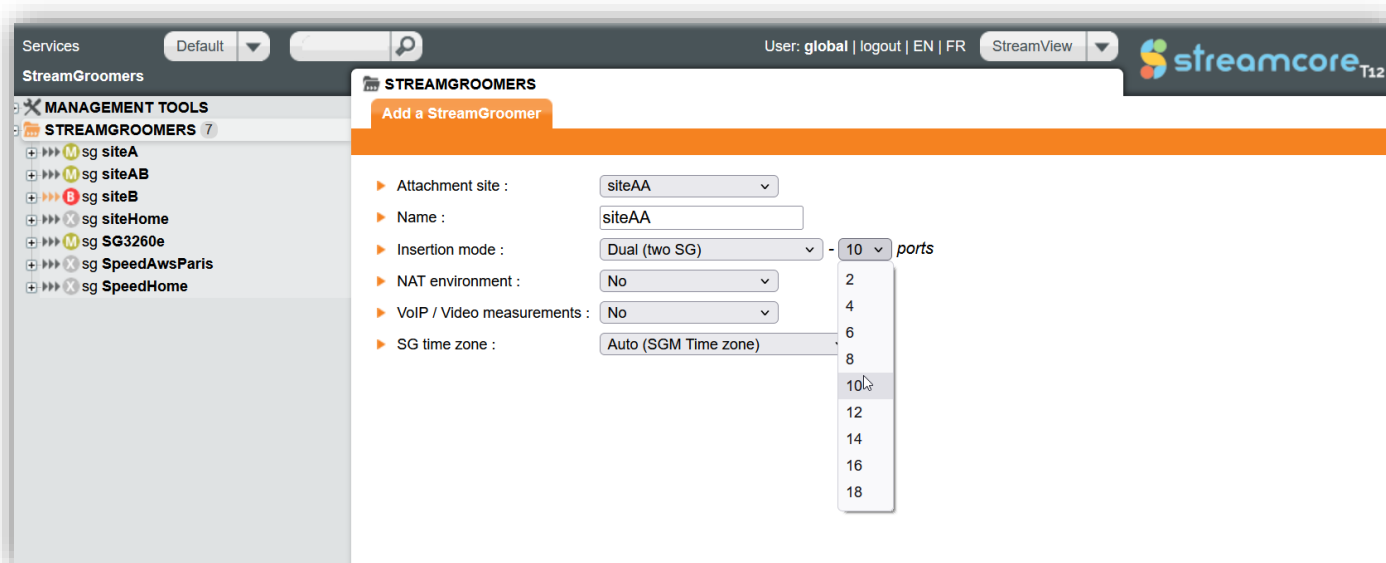 Services Default User: global | logout | EN | FR StreamView streamcore T12
StreamGroomers
STREAMGROOMERS
Add a StreamGroomer
MANAGEMENT TOOLS
STREAMGROOMERS 7
M sg siteA
M sg siteAB
B sg siteB
X sg siteHome
M sg SG3260e
X sg SpeedAwsParis
X sg SpeedHome
Attachment site : siteAA
Name : siteAA
Insertion mode : Dual (two SG) - 10 ports
NAT environment : No
VoIP / Video measurements : No
SG time zone : Auto (SGM Time zone)
2
4
6
8
10
12
14
16
18